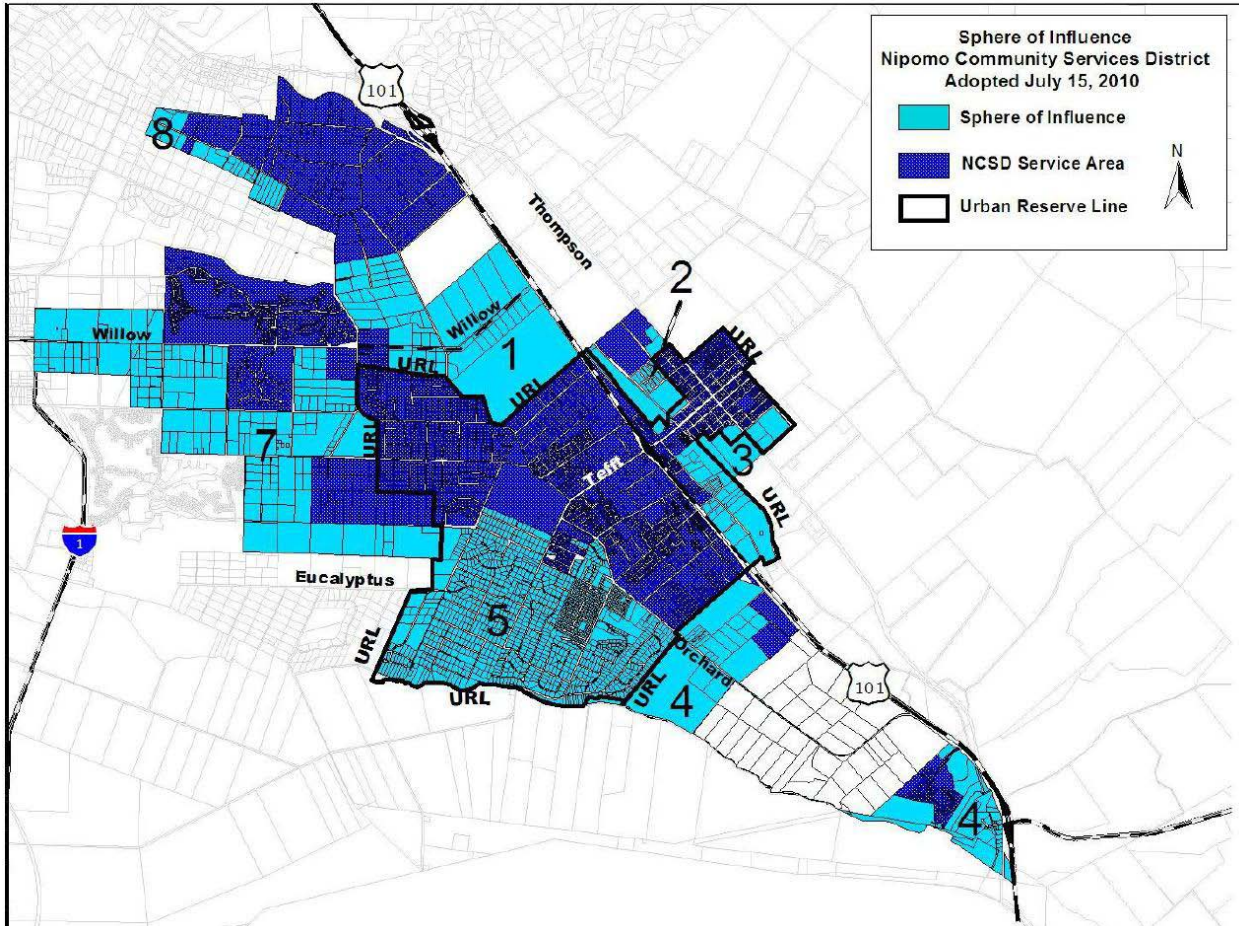 Sphere of Influence
Nipomo Community Services District
Adopted July 15, 2010
Sphere of Influence
NCSD Service Area
Urban Reserve Line
N
101
8
Thompson
2
Willow
Willow
URL
URL
1
URL
URL
7
3
Tefft
URL
1
Eucalyptus
5
URL
URL
URL
Orchard
4
101
4